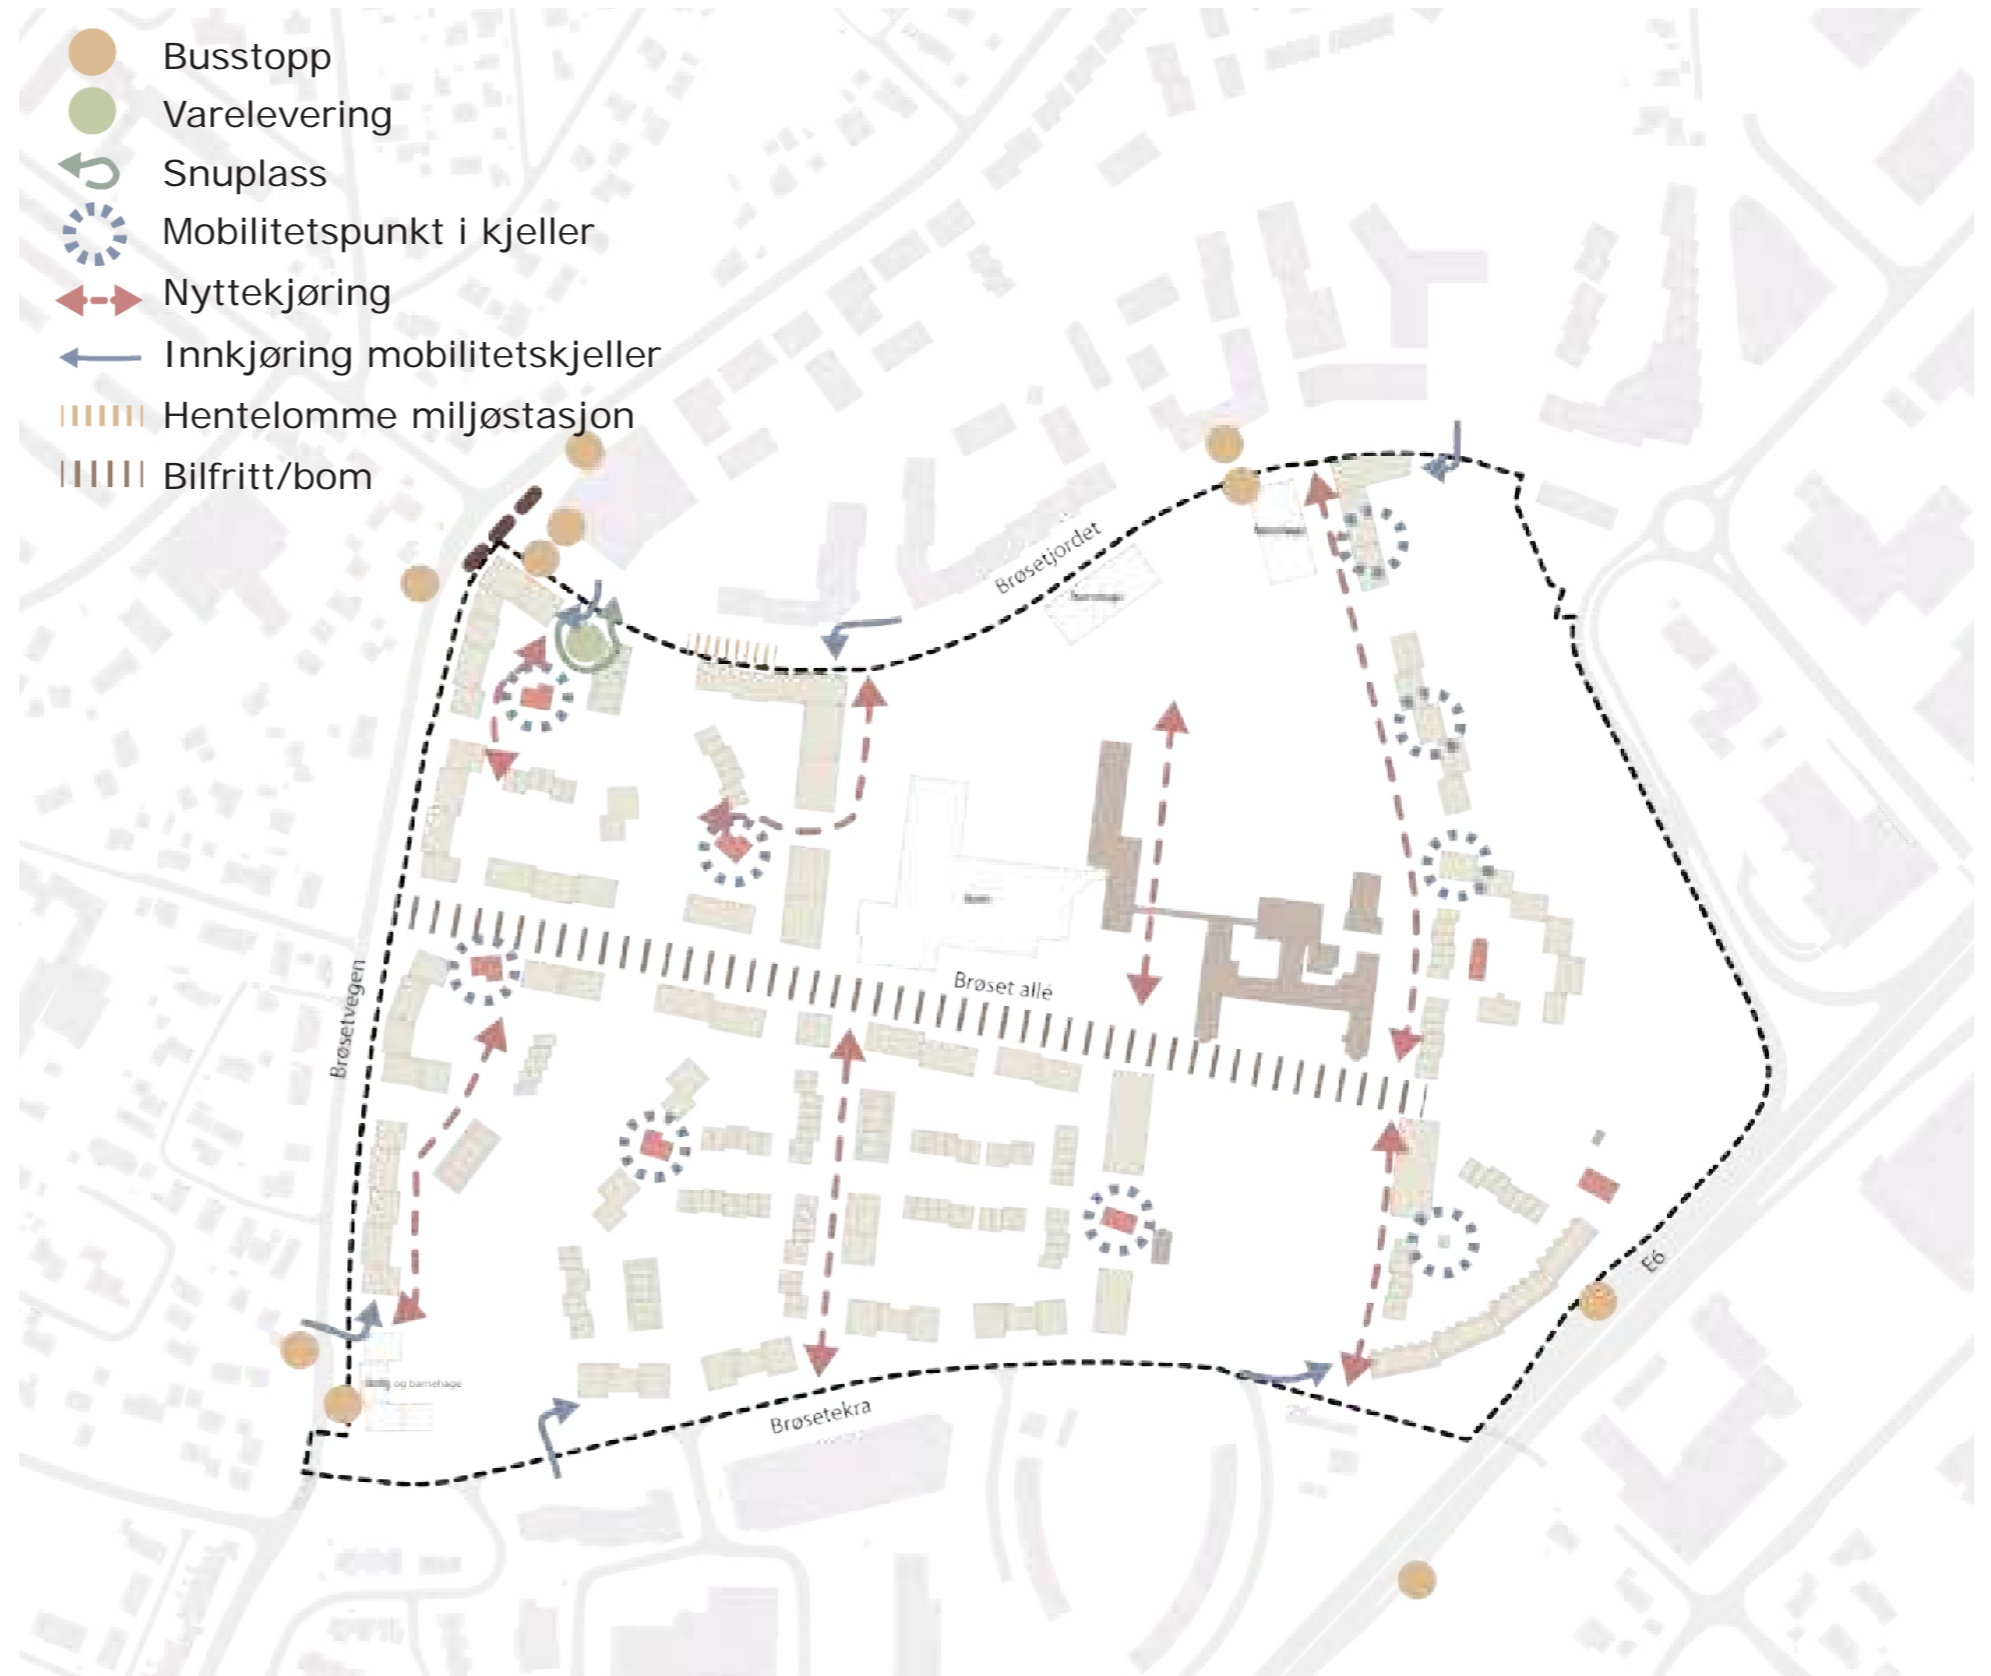 Busstopp
Varelevering
Snuplass
Mobilitetspunkt i kjeller
Nyttekjøring
Innkjøring mobilitetskjeller
Hentelomme miljøstasjon
Bilfritt/bom
Brøsetjordet
Brøset allé
Brøsetvegen
E6
og barnehage
Brøsetekra